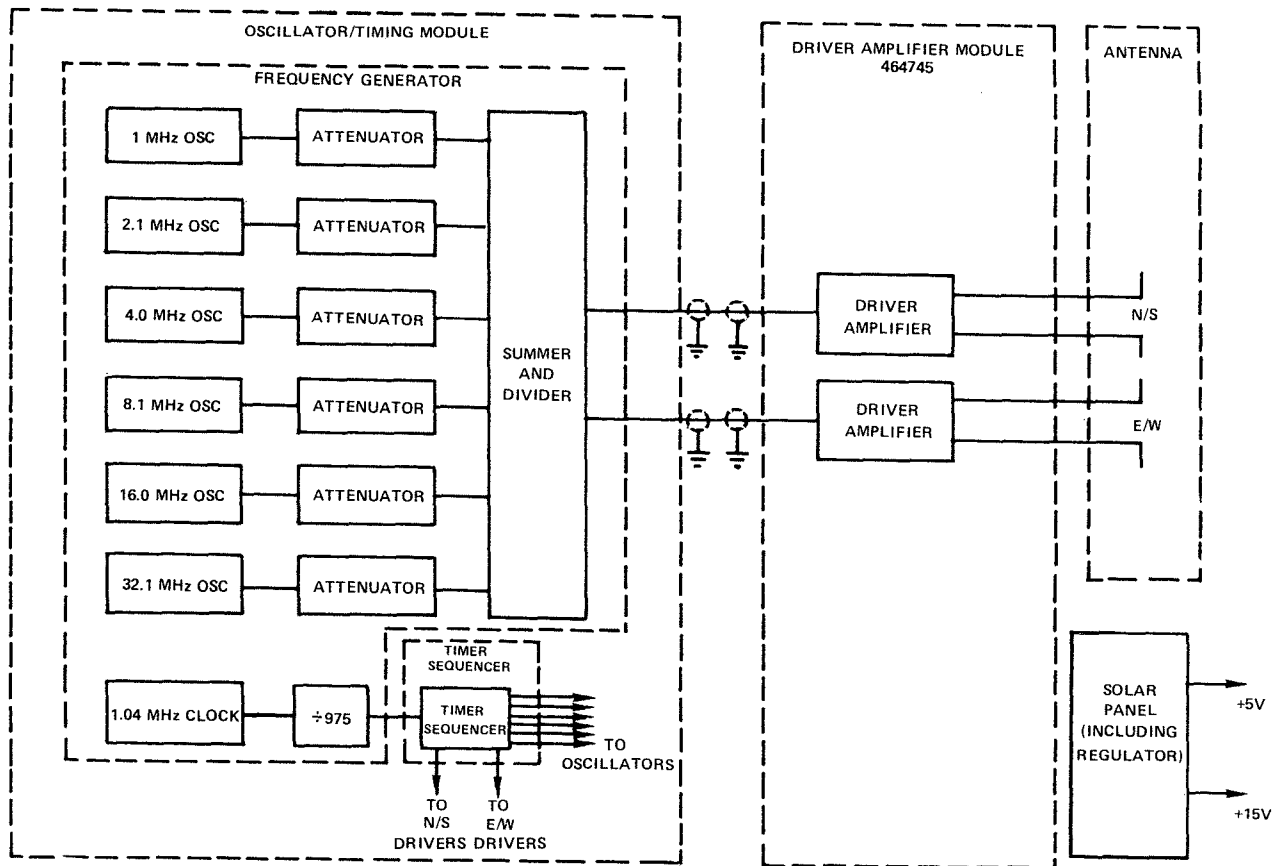 OSCILLATOR/TIMING MODULE
FREQUENCY GENERATOR
1 MHz OSC
ATTENUATOR
2.1 MHz OSC
ATTENUATOR
4.0 MHz OSC
ATTENUATOR
8.1 MHz OSC
ATTENUATOR
16.0 MHz OSC
ATTENUATOR
32.1 MHz OSC
ATTENUATOR
SUMMER
AND
DIVIDER
1.04 MHz CLOCK
÷975
TIMER
SEQUENCER
TIMER
SEQUENCER
TO
OSCILLATORS
TO
N/S
DRIVERS
TO
E/W
DRIVERS
DRIVER AMPLIFIER MODULE
464745
DRIVER
AMPLIFIER
DRIVER
AMPLIFIER
ANTENNA
N/S
E/W
SOLAR
PANEL
(INCLUDING
REGULATOR)
+5V
+15V